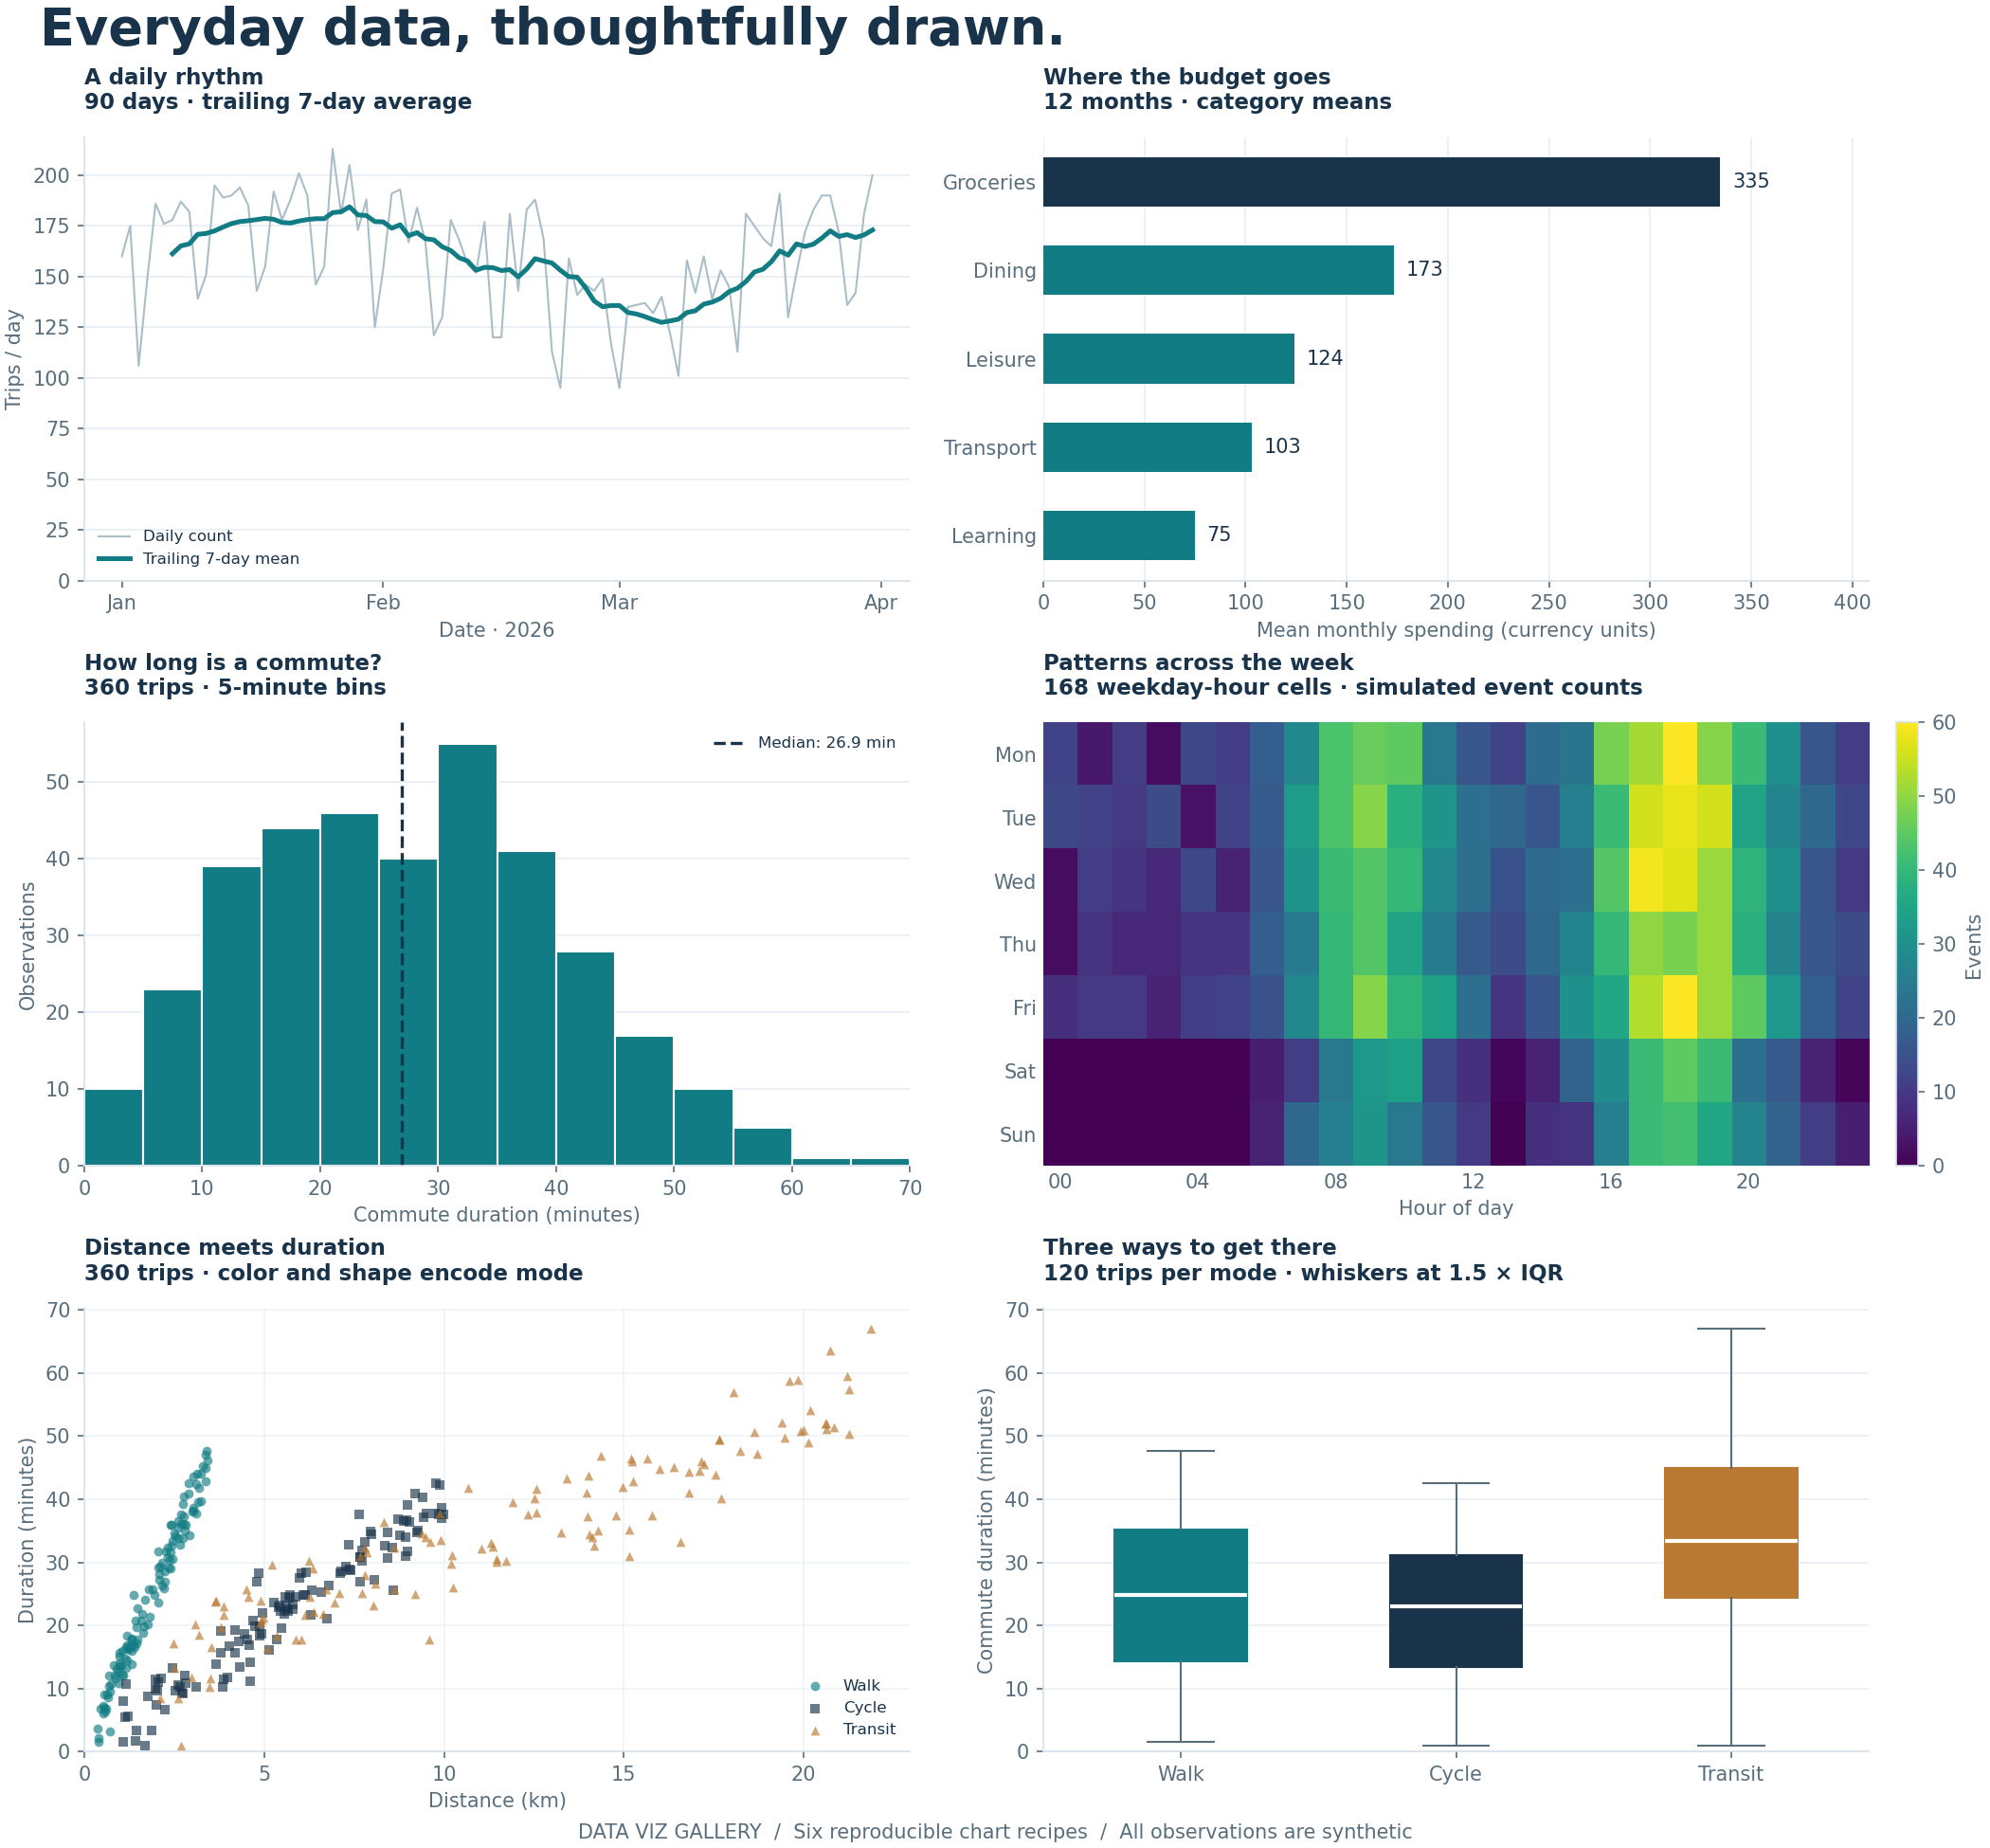 Everyday data, thoughtfully drawn.
A daily rhythm
90 days · trailing 7-day average
Trips / day
200
175
150
125
100
75
50
25
0
Daily count
Trailing 7-day mean
Jan Feb Mar Apr
Date · 2026
Where the budget goes
12 months · category means
Groceries 335
Dining 173
Leisure 124
Transport 103
Learning 75
0 50 100 150 200 250 300 350 400
Mean monthly spending (currency units)
How long is a commute?
360 trips · 5-minute bins
Observations
50
40
30
20
10
0
Median: 26.9 min
0 10 20 30 40 50 60 70
Commute duration (minutes)
Patterns across the week
168 weekday-hour cells · simulated event counts
Mon
Tue
Wed
Thu
Fri
Sat
Sun
00 04 08 12 16 20
Hour of day
60
50
40
30
20
10
0
Events
Distance meets duration
360 trips · color and shape encode mode
Duration (minutes)
70
60
50
40
30
20
10
0
Walk
Cycle
Transit
0 5 10 15 20
Distance (km)
Three ways to get there
120 trips per mode · whiskers at 1.5 × IQR
Commute duration (minutes)
70
60
50
40
30
20
10
0
Walk Cycle Transit
DATA VIZ GALLERY / Six reproducible chart recipes / All observations are synthetic